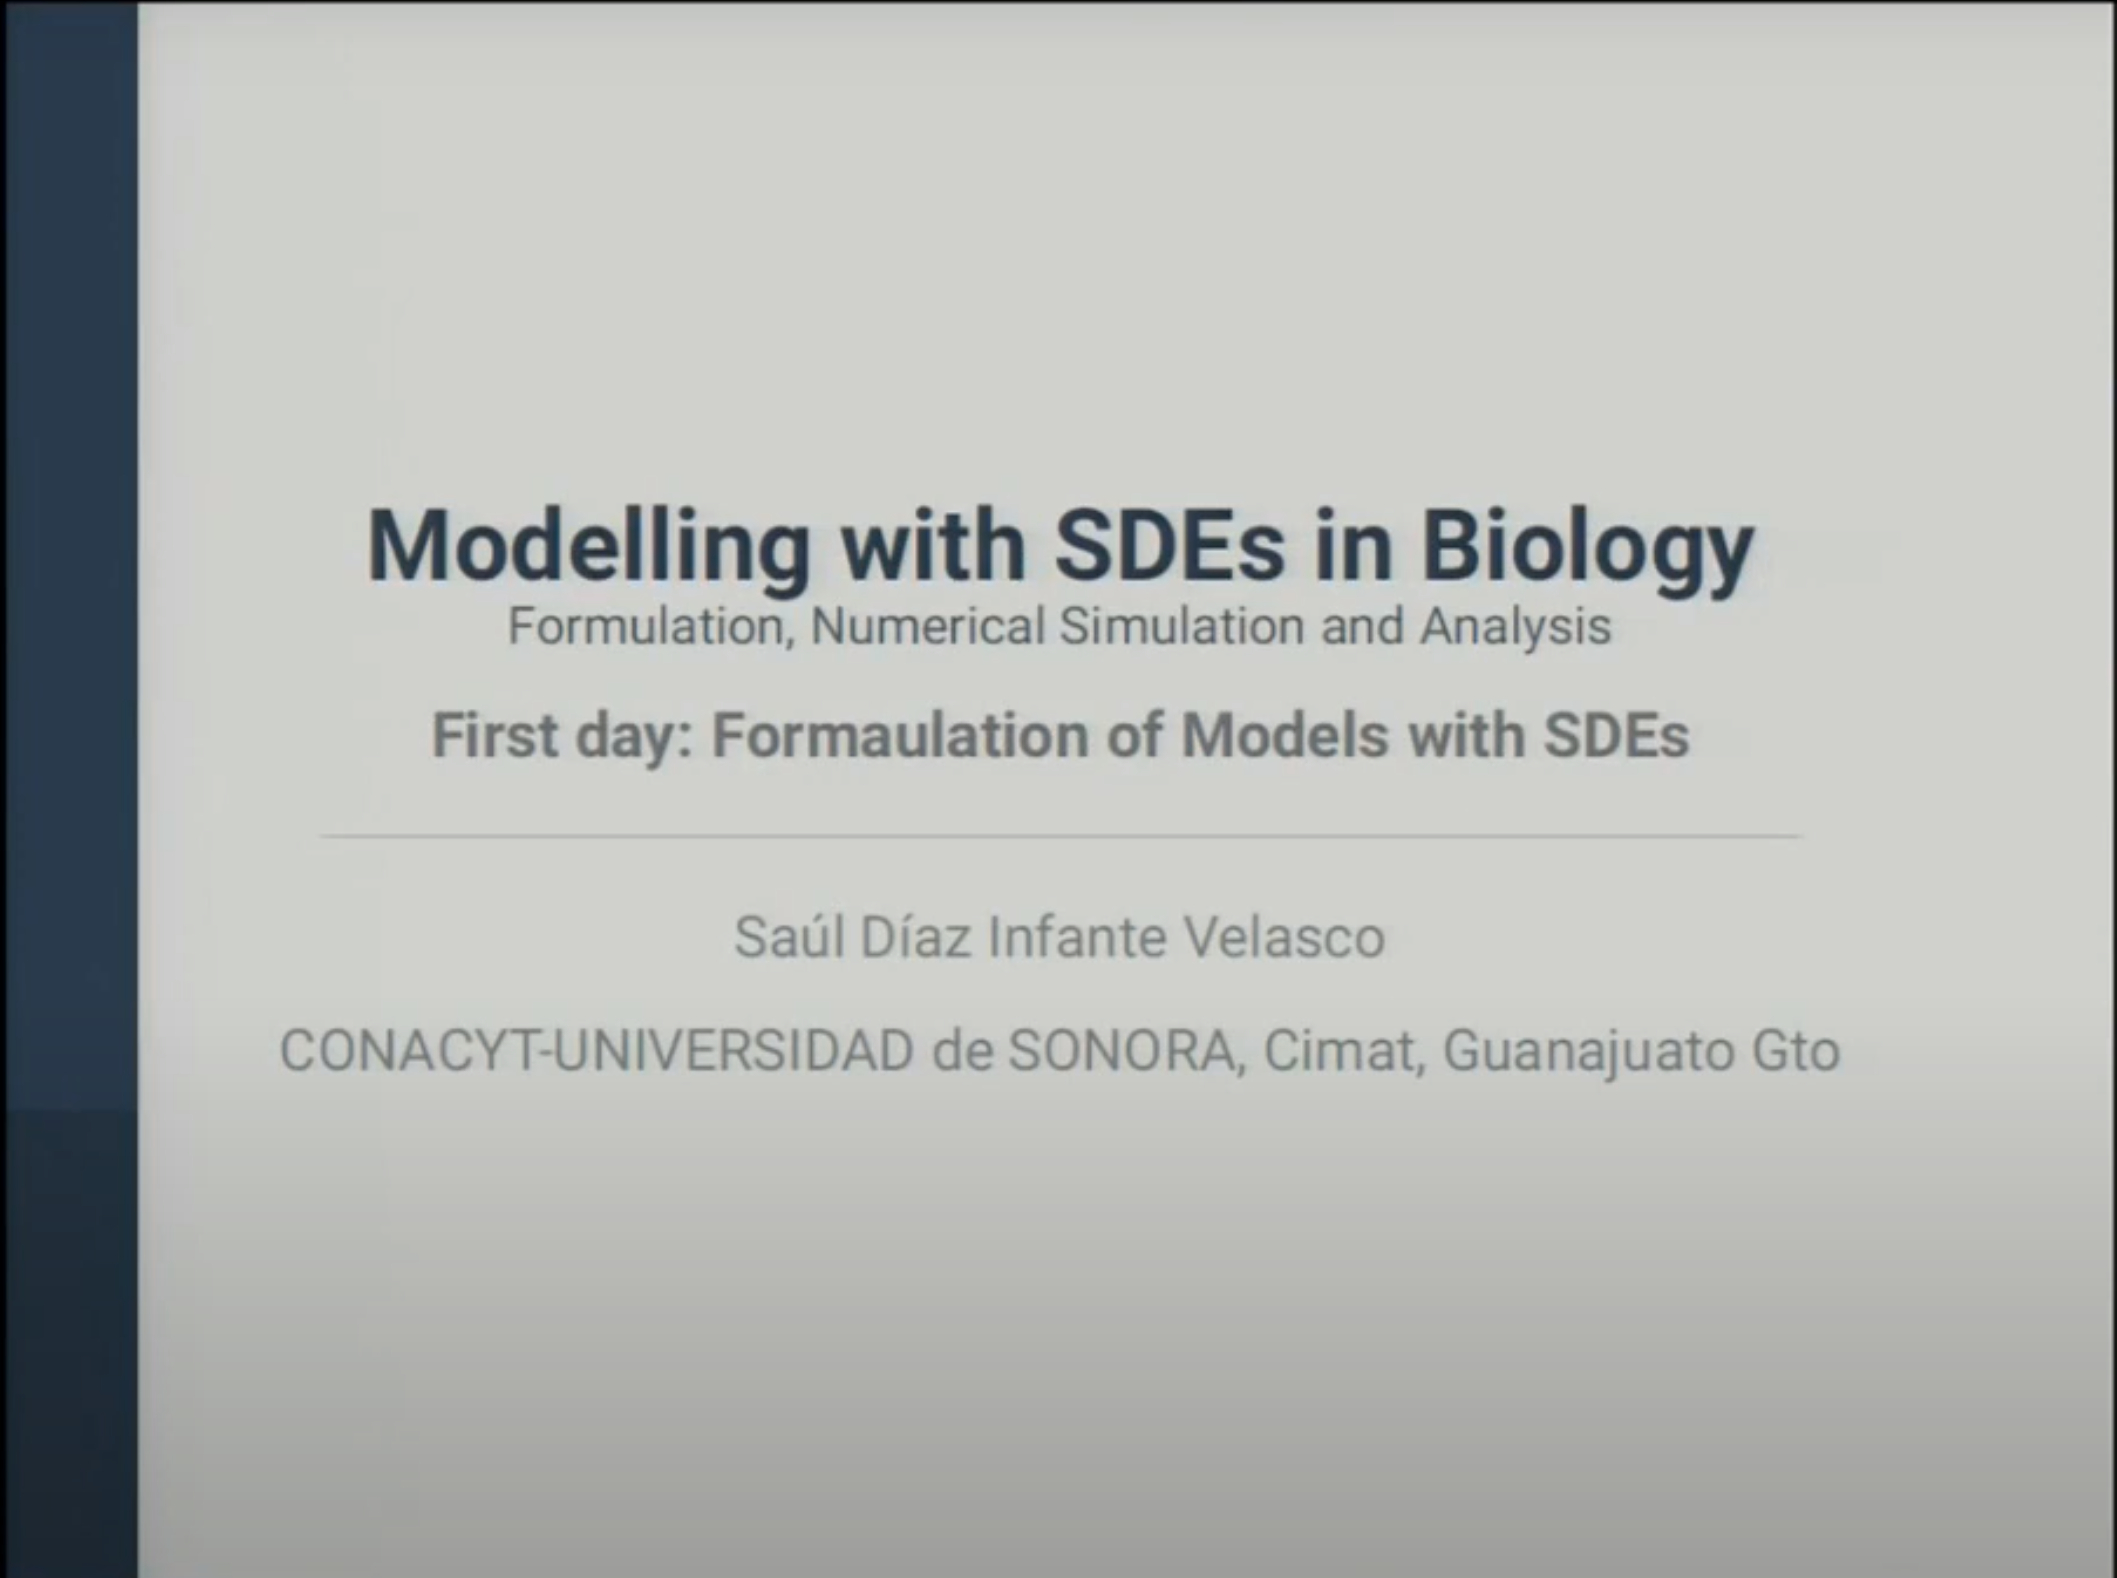 Modelling with SDEs in Biology
Formulation, Numerical Simulation and Analysis
First day: Formaulation of Models with SDEs
Saúl Díaz Infante Velasco
CONACYT-UNIVERSIDAD de SONORA, Cimat, Guanajuato Gto